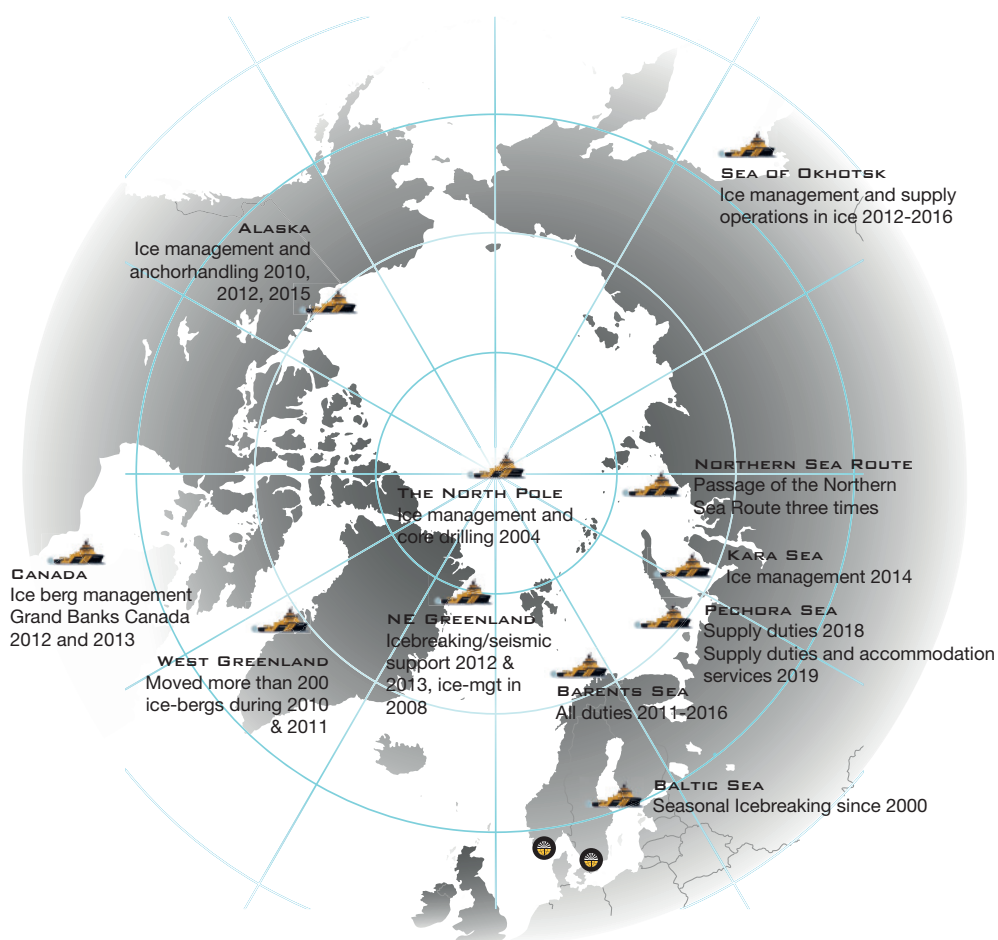 SEA OF OKHOTSK
Ice management and supply
operations in ice 2012-2016
ALASKA
Ice management and
anchorhandling 2010,
2012, 2015
NORTHERN SEA ROUTE
Passage of the Northern
Sea Route three times
THE NORTH POLE
Ice management and
core drilling 2004
KARA SEA
Ice management 2014
CANADA
Ice berg management
Grand Banks Canada
2012 and 2013
NE GREENLAND
Icebreaking/seismic
support 2012 &
2013, ice-mgt in
2008
PECHORA SEA
Supply duties 2018
Supply duties and accommodation
services 2019
WEST GREENLAND
Moved more than 200
ice-bergs during 2010
& 2011
BARENTS SEA
All duties 2011-2016
BALTIC SEA
Seasonal Icebreaking since 2000